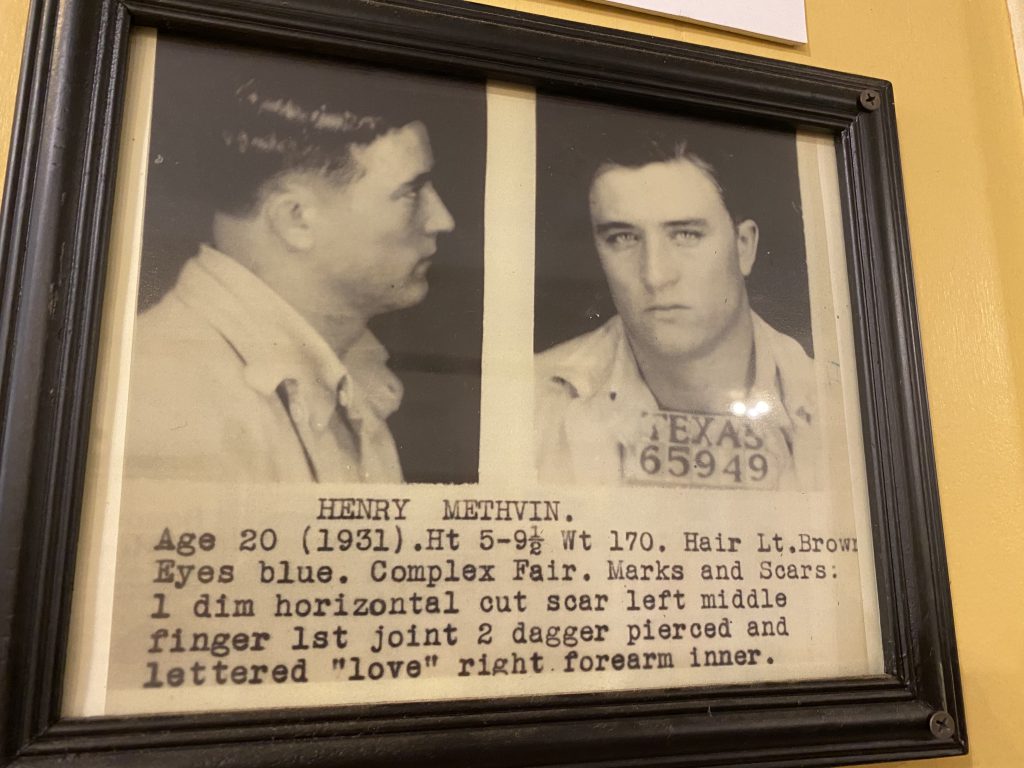 TEXAS
65949
HENRY METHVIN.
Age 20 (1931).Ht 5-9½ Wt 170. Hair Lt.Brown
Eyes blue. Complex Fair. Marks and Scars:
1 dim horizontal cut scar left middle
finger 1st joint 2 dagger pierced and
lettered "love" right forearm inner.